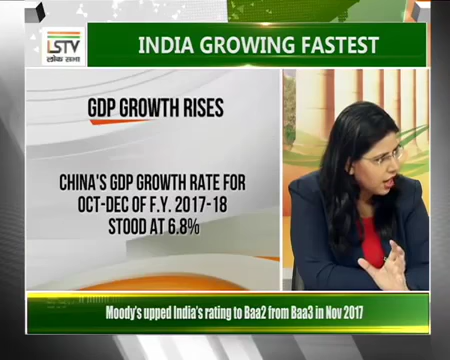 LSTV
लोक सभा
INDIA GROWING FASTEST
GDP GROWTH RISES
CHINA'S GDP GROWTH RATE FOR
OCT-DEC OF F.Y. 2017-18
STOOD AT 6.8%
Moody's upped India's rating to Baa2 from Baa3 in Nov 2017